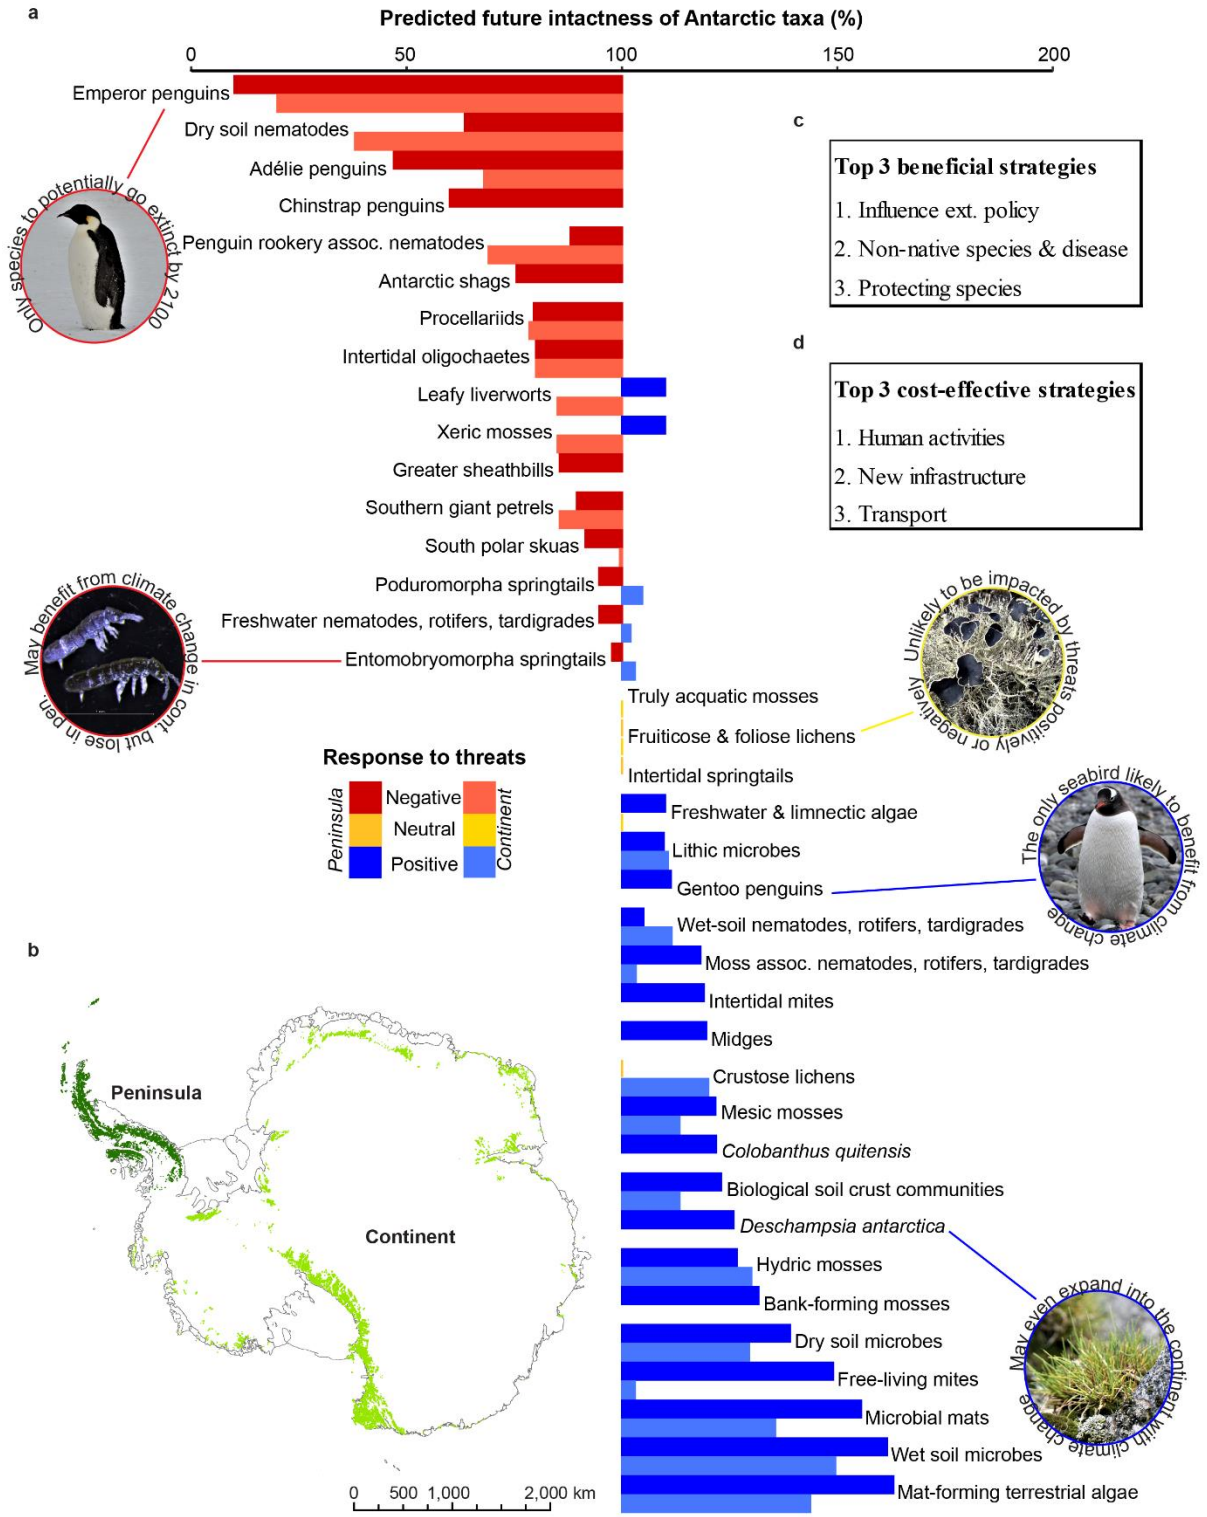 a
Predicted future intactness of Antarctic taxa (%)
0 50 100 150 200
Emperor penguins
Dry soil nematodes
Adélie penguins
Chinstrap penguins
Penguin rookery assoc. nematodes
Antarctic shags
Procellariids
Intertidal oligochaetes
Leafy liverworts
Xeric mosses
Greater sheathbills
Southern giant petrels
South polar skuas
Poduromorpha springtails
Freshwater nematodes, rotifers, tardigrades
Entomobryomorpha springtails
Truly acquatic mosses
Fruiticose & foliose lichens
Intertidal springtails
Freshwater & limnectic algae
Lithic microbes
Gentoo penguins
Wet-soil nematodes, rotifers, tardigrades
Moss assoc. nematodes, rotifers, tardigrades
Intertidal mites
Midges
Crustose lichens
Mesic mosses
Colobanthus quitensis
Biological soil crust communities
Deschampsia antarctica
Hydric mosses
Bank-forming mosses
Dry soil microbes
Free-living mites
Microbial mats
Wet soil microbes
Mat-forming terrestrial algae
Only species to potentially go extinct by 2100
May benefit from climate change in cont. but lose in pen.
Unlikely to be impacted by threats positively or negatively
The only seabird likely to benefit from climate change
May even expand into the continent with climate change
Response to threats
Peninsula
Negative
Neutral
Positive
Continent
b
Peninsula
Continent
0 500 1,000 2,000 km
c
Top 3 beneficial strategies
1. Influence ext. policy
2. Non-native species & disease
3. Protecting species
d
Top 3 cost-effective strategies
1. Human activities
2. New infrastructure
3. Transport